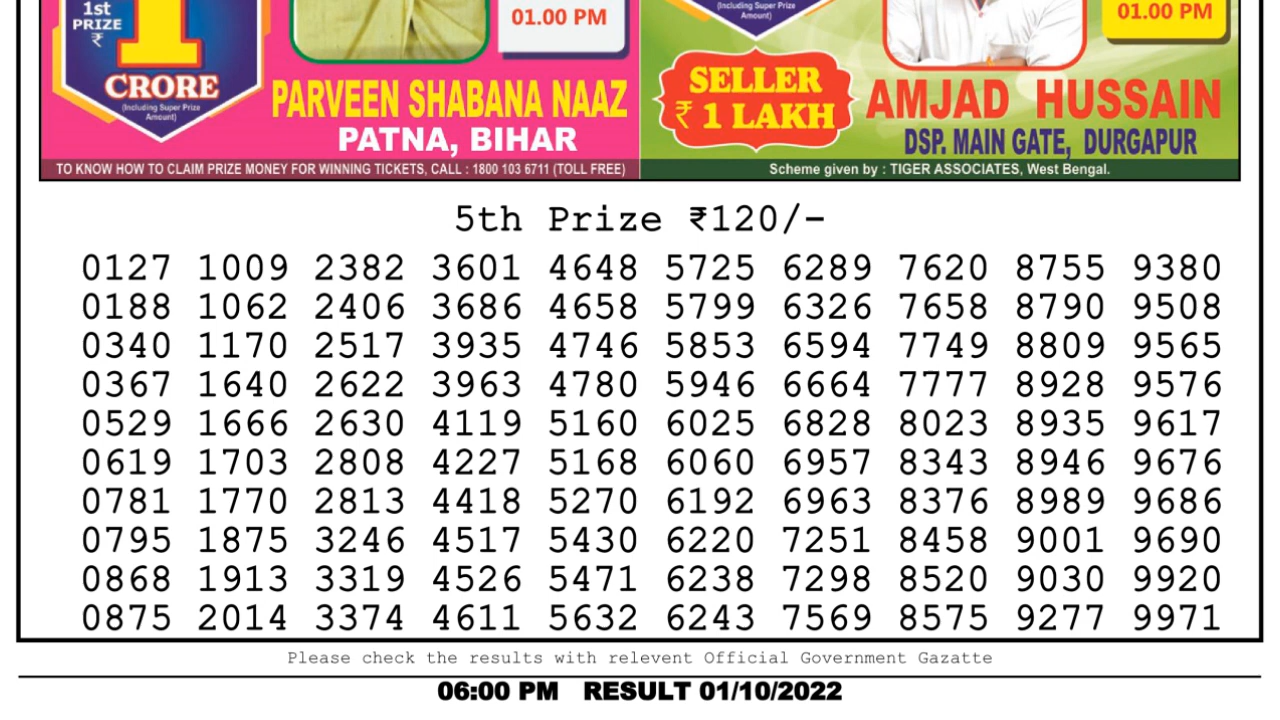 1st
PRIZE
₹
1
CRORE
(Including Super Prize
Amount)
01.00 PM
PARVEEN SHABANA NAAZ
PATNA, BIHAR
(Including Super Prize
Amount)
01.00 PM
SELLER
₹ 1 LAKH
AMJAD HUSSAIN
DSP. MAIN GATE, DURGAPUR
TO KNOW HOW TO CLAIM PRIZE MONEY FOR WINNING TICKETS, CALL : 1800 103 6711 (TOLL FREE)
Scheme given by : TIGER ASSOCIATES, West Bengal.
5th Prize ₹120/-
0127 1009 2382 3601 4648 5725 6289 7620 8755 9380
0188 1062 2406 3686 4658 5799 6326 7658 8790 9508
0340 1170 2517 3935 4746 5853 6594 7749 8809 9565
0367 1640 2622 3963 4780 5946 6664 7777 8928 9576
0529 1666 2630 4119 5160 6025 6828 8023 8935 9617
0619 1703 2808 4227 5168 6060 6957 8343 8946 9676
0781 1770 2813 4418 5270 6192 6963 8376 8989 9686
0795 1875 3246 4517 5430 6220 7251 8458 9001 9690
0868 1913 3319 4526 5471 6238 7298 8520 9030 9920
0875 2014 3374 4611 5632 6243 7569 8575 9277 9971
Please check the results with relevent Official Government Gazatte
06:00 PM RESULT 01/10/2022